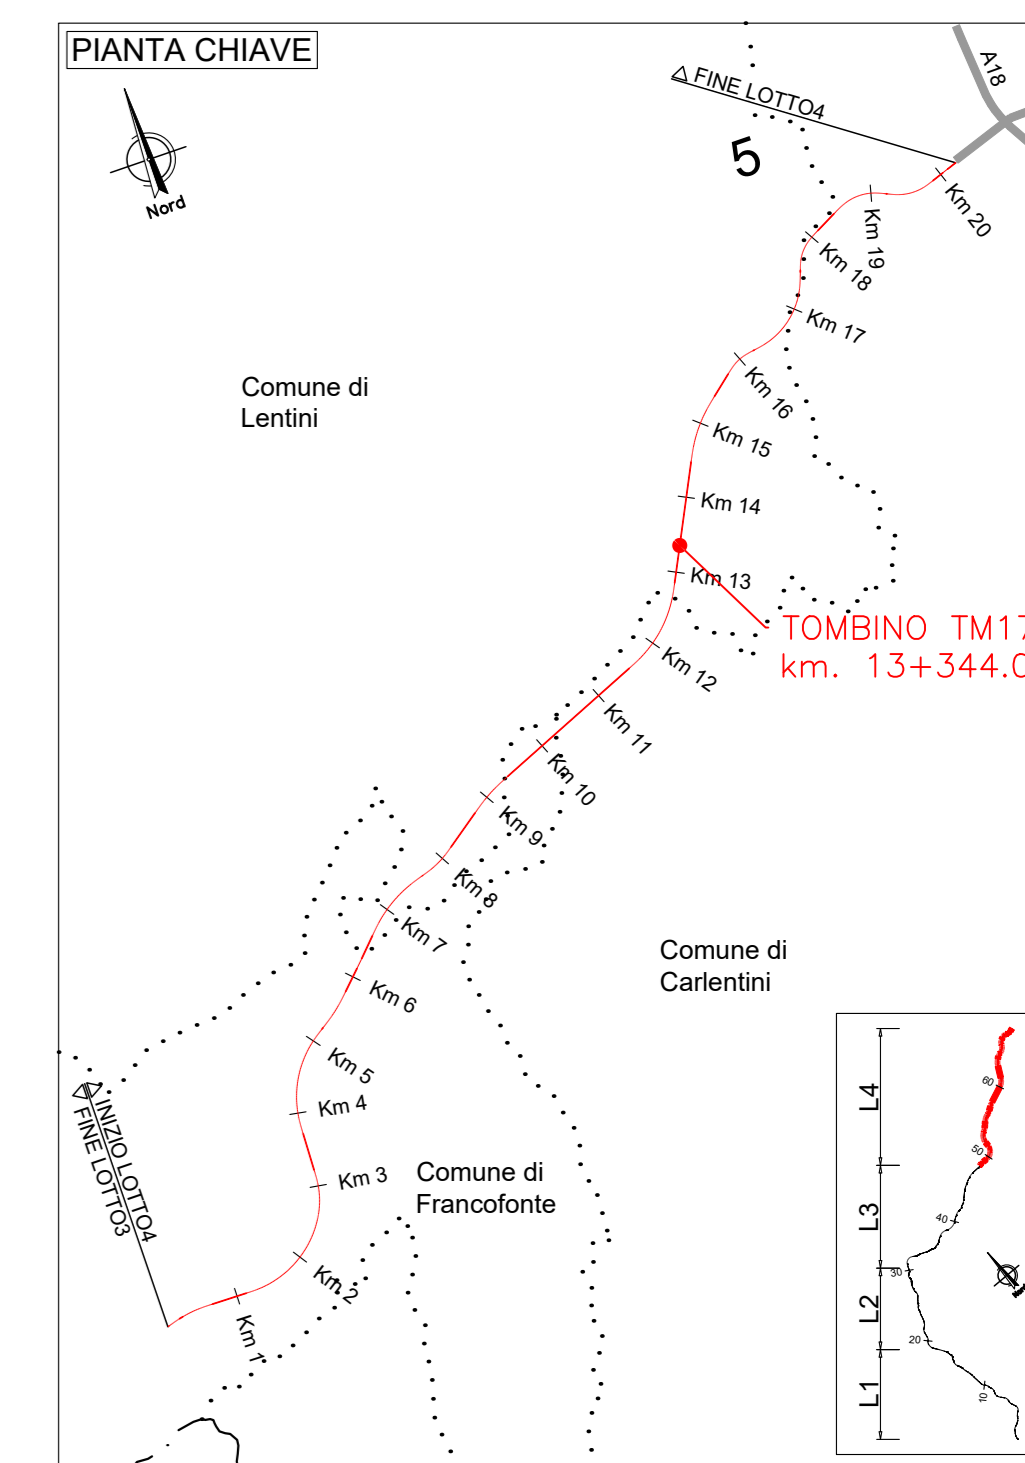 PIANTA CHIAVE
Nord
FINE LOTTO4
5
A18
Km 20
Km 19
Km 18
Km 17
Km 16
Km 15
Km 14
Km 13
Comune di
Lentini
TOMBINO TM17
km. 13+344.0
Km 12
Km 11
Km 10
Km 9
Km 8
Km 7
Km 6
Km 5
Km 4
Km 3
Km 2
Km 1
Comune di
Carlentini
Comune di
Francofonte
INIZIO LOTTO4
FINE LOTTO3
L4
L3
L2
L1
60
50
40
30
20
10